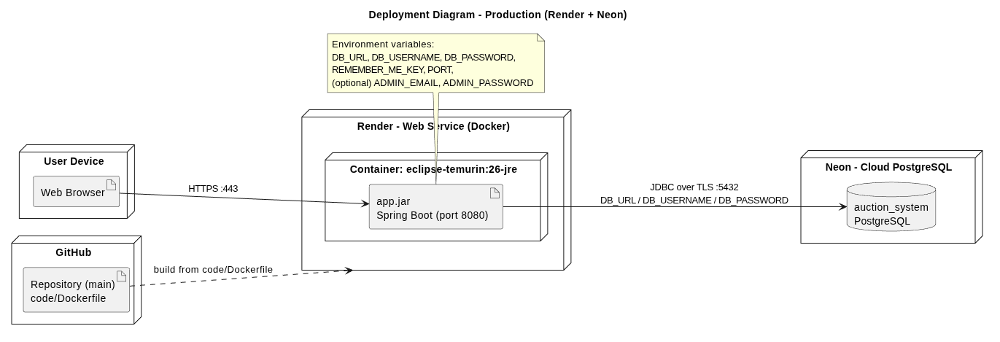 Deployment Diagram - Production (Render + Neon)
Environment variables:
DB_URL, DB_USERNAME, DB_PASSWORD,
REMEMBER_ME_KEY, PORT,
(optional) ADMIN_EMAIL, ADMIN_PASSWORD
Render - Web Service (Docker)
Container: eclipse-temurin:26-jre
app.jar
Spring Boot (port 8080)
User Device
Web Browser
HTTPS :443
GitHub
Repository (main)
code/Dockerfile
build from code/Dockerfile
JDBC over TLS :5432
DB_URL / DB_USERNAME / DB_PASSWORD
Neon - Cloud PostgreSQL
auction_system
PostgreSQL